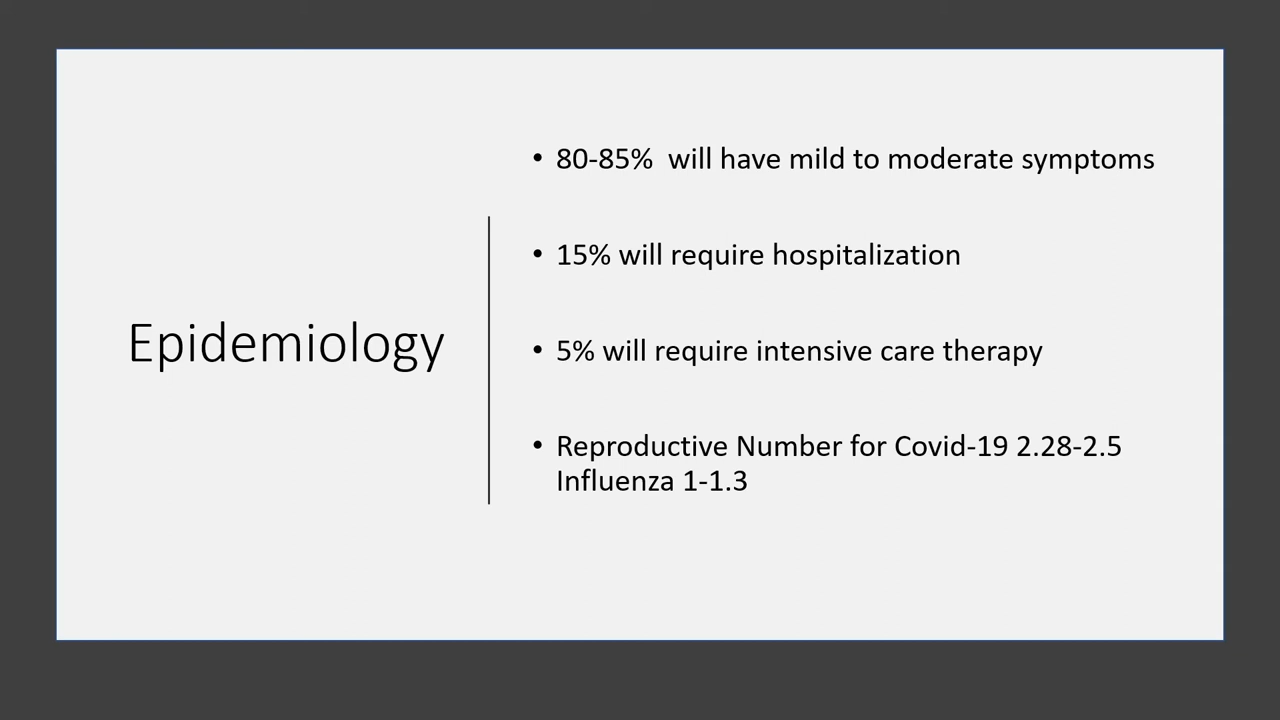 Epidemiology
• 80-85%  will have mild to moderate symptoms
• 15% will require hospitalization
• 5% will require intensive care therapy
• Reproductive Number for Covid-19 2.28-2.5
Influenza 1-1.3